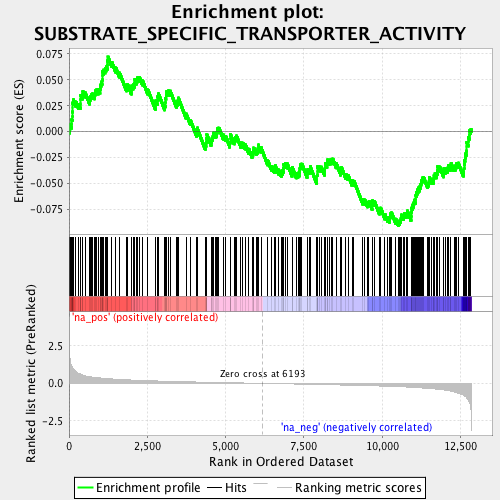 Enrichment plot:
SUBSTRATE_SPECIFIC_TRANSPORTER_ACTIVITY
Enrichment score (ES)
0.075
0.050
0.025
0.000
-0.025
-0.050
-0.075
'na_pos' (positively correlated)
Ranked list metric (PreRanked)
2.5
0.0
-2.5
Zero cross at 6193
'na_neg' (negatively correlated)
0
2,500
5,000
7,500
10,000
12,500
Rank in Ordered Dataset
Enrichment profile
Hits
Ranking metric scores